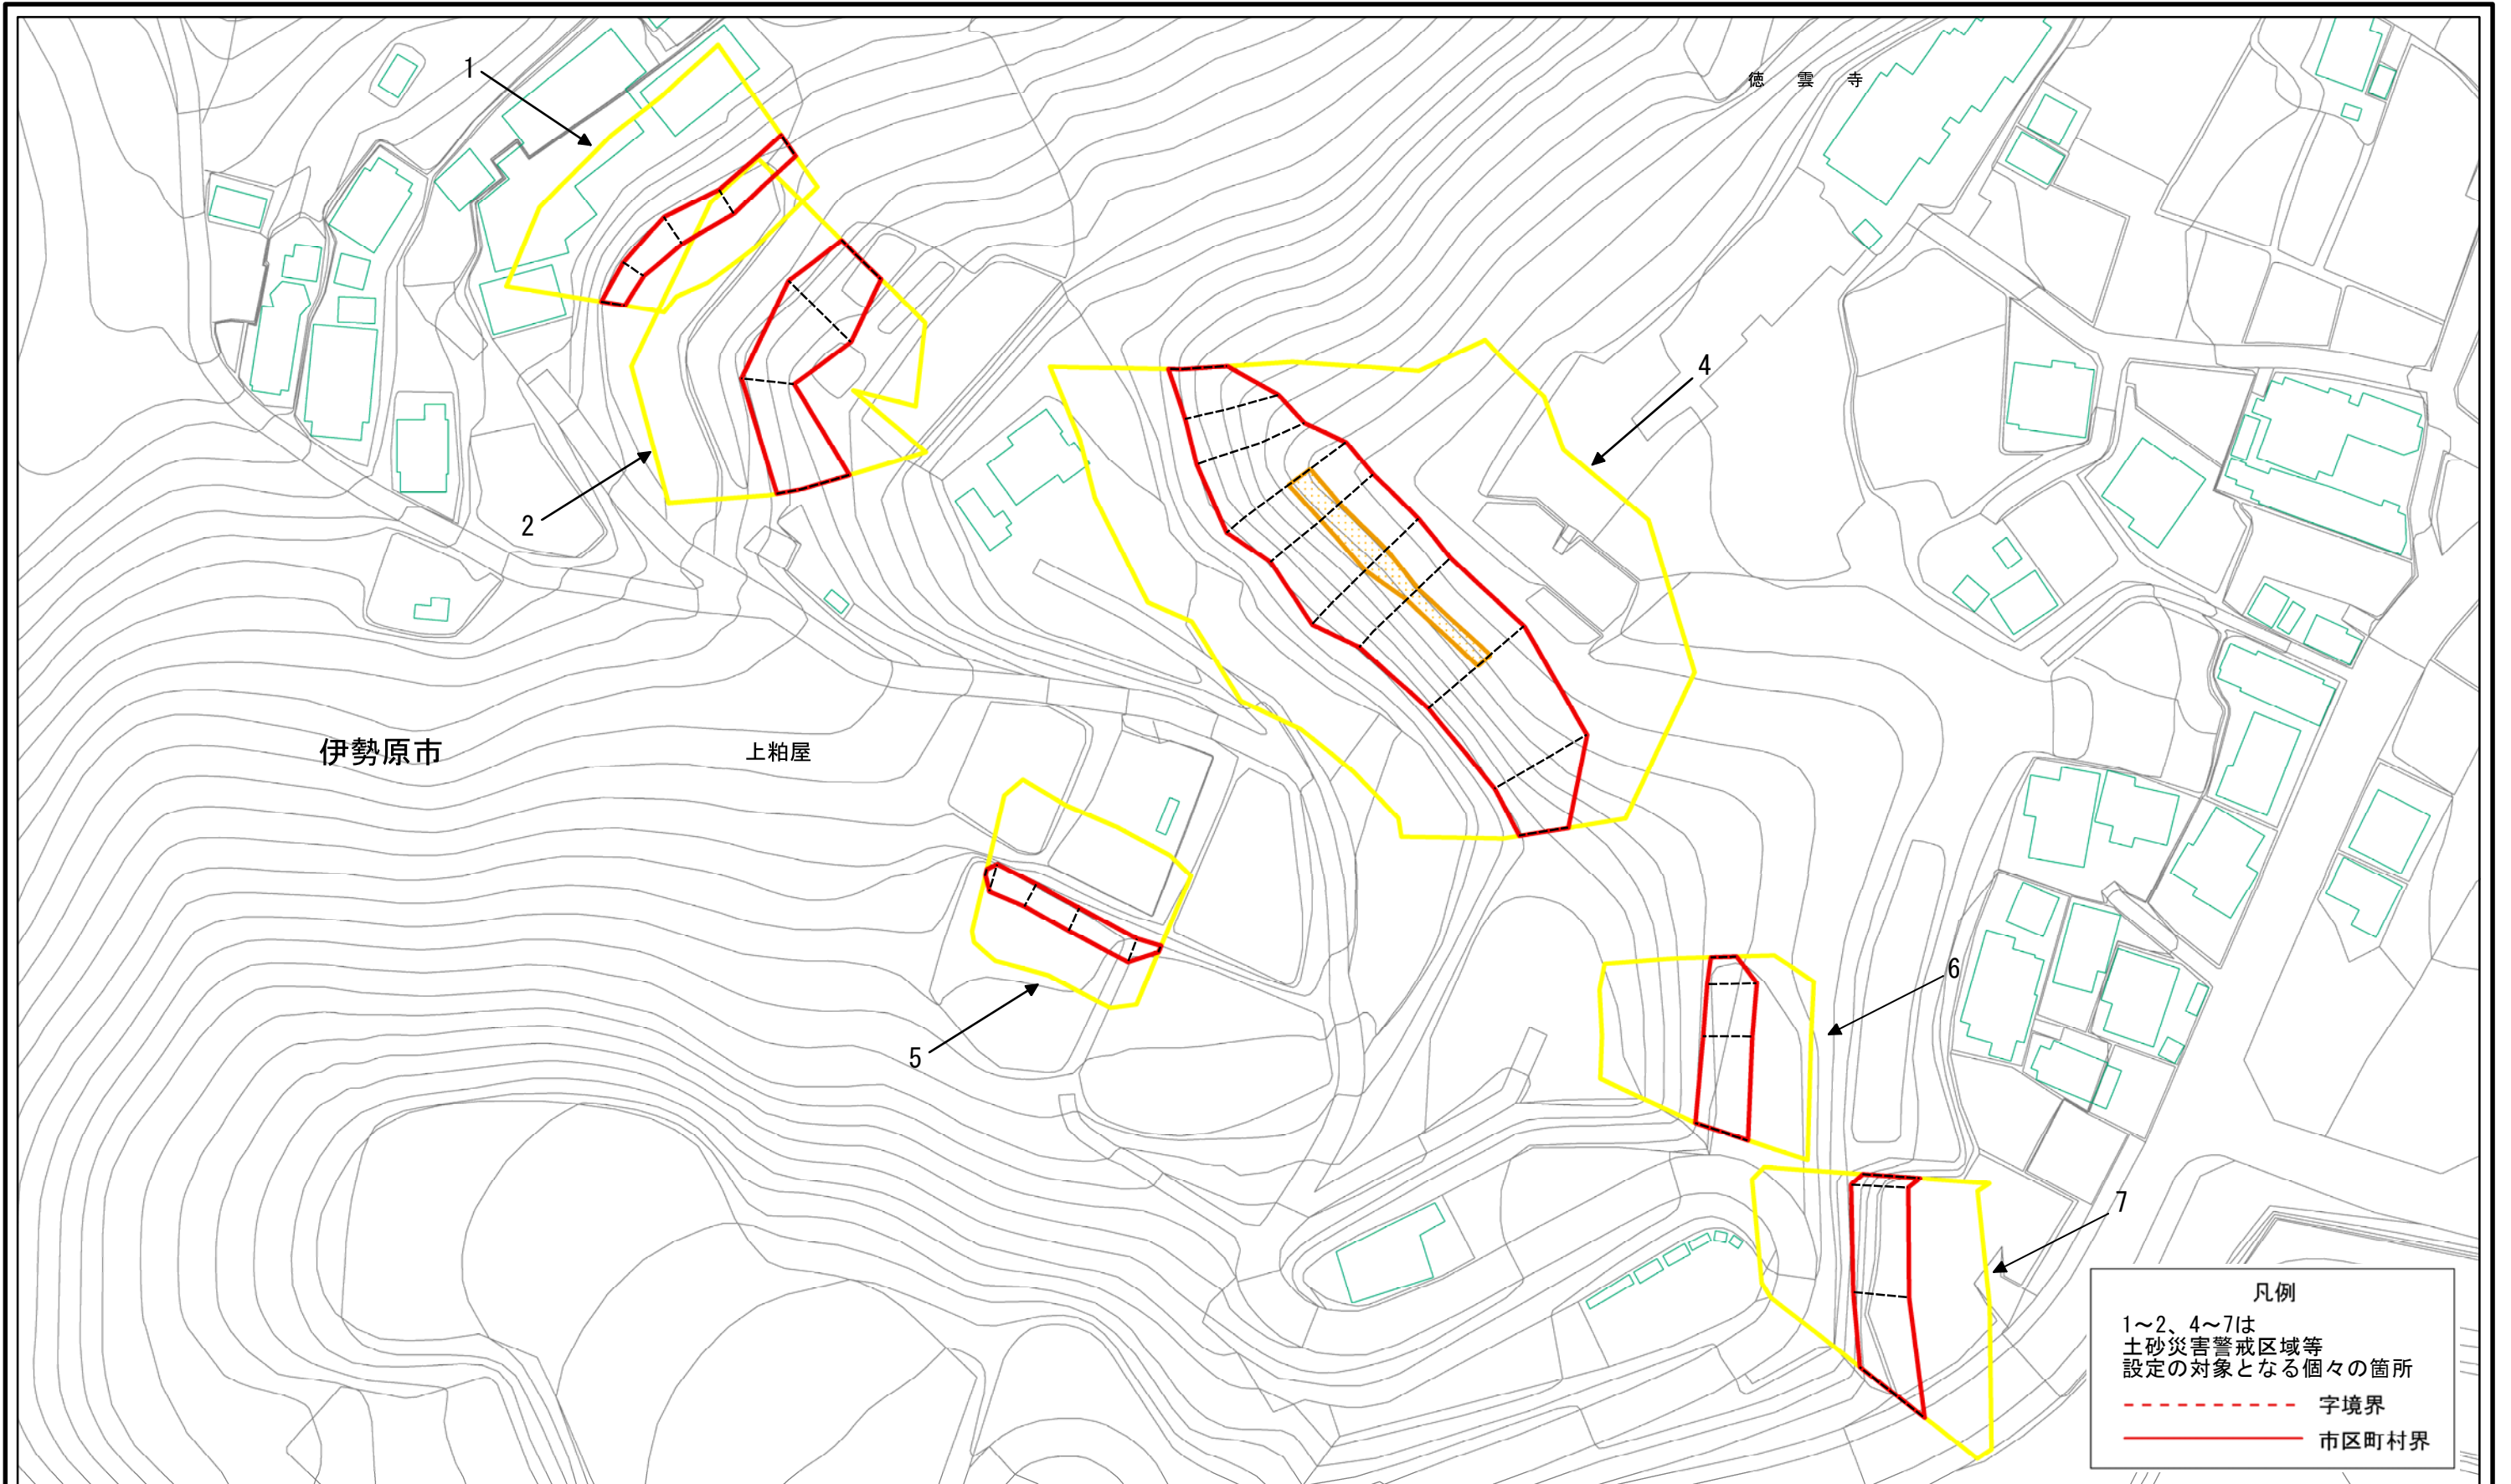 1
徳雲寺
4
2
伊勢原市
上粕屋
6
5
7
凡例
1～2、4～7は
土砂災害警戒区域等
設定の対象となる個々の箇所
字境界
市区町村界